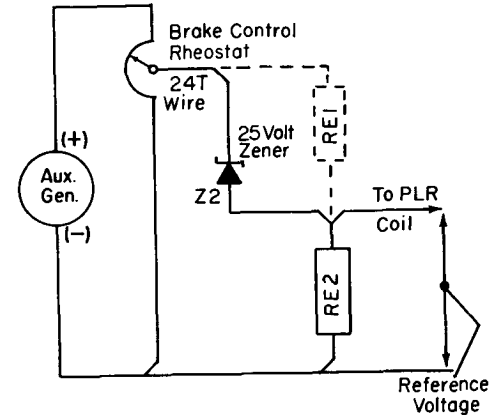 Brake Control
Rheostat
24T
Wire
RE1
25 Volt
Zener
(+)
Aux.
Gen.
(-)
Z2
To PLR
Coil
RE2
Reference
Voltage